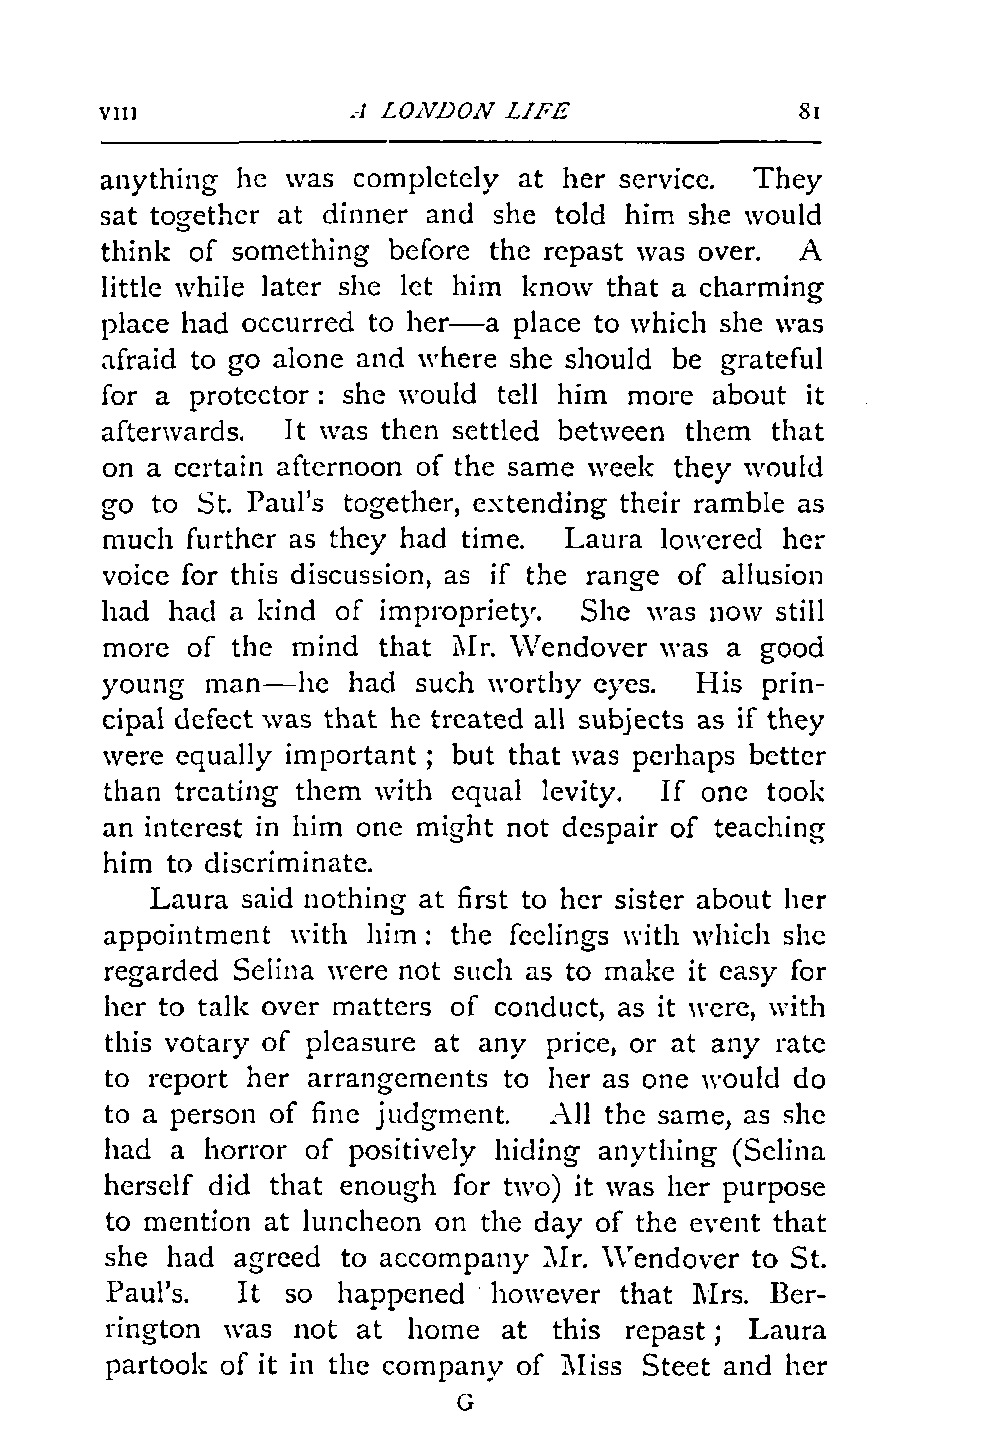 VIII A LONDON LIFE 81
anything he was completely at her service. They
sat together at dinner and she told him she would
think of something before the repast was over. A
little while later she let him know that a charming
place had occurred to her—a place to which she was
afraid to go alone and where she should be grateful
for a protector : she would tell him more about it
afterwards. It was then settled between them that
on a certain afternoon of the same week they would
go to St. Paul's together, extending their ramble as
much further as they had time. Laura lowered her
voice for this discussion, as if the range of allusion
had had a kind of impropriety. She was now still
more of the mind that Mr. Wendover was a good
young man—he had such worthy eyes. His prin-
cipal defect was that he treated all subjects as if they
were equally important ; but that was perhaps better
than treating them with equal levity. If one took
an interest in him one might not despair of teaching
him to discriminate.
Laura said nothing at first to her sister about her
appointment with him : the feelings with which she
regarded Selina were not such as to make it easy for
her to talk over matters of conduct, as it were, with
this votary of pleasure at any price, or at any rate
to report her arrangements to her as one would do
to a person of fine judgment. All the same, as she
had a horror of positively hiding anything (Selina
herself did that enough for two) it was her purpose
to mention at luncheon on the day of the event that
she had agreed to accompany Mr. Wendover to St.
Paul's. It so happened however that Mrs. Ber-
rington was not at home at this repast ; Laura
partook of it in the company of Miss Steet and her
G